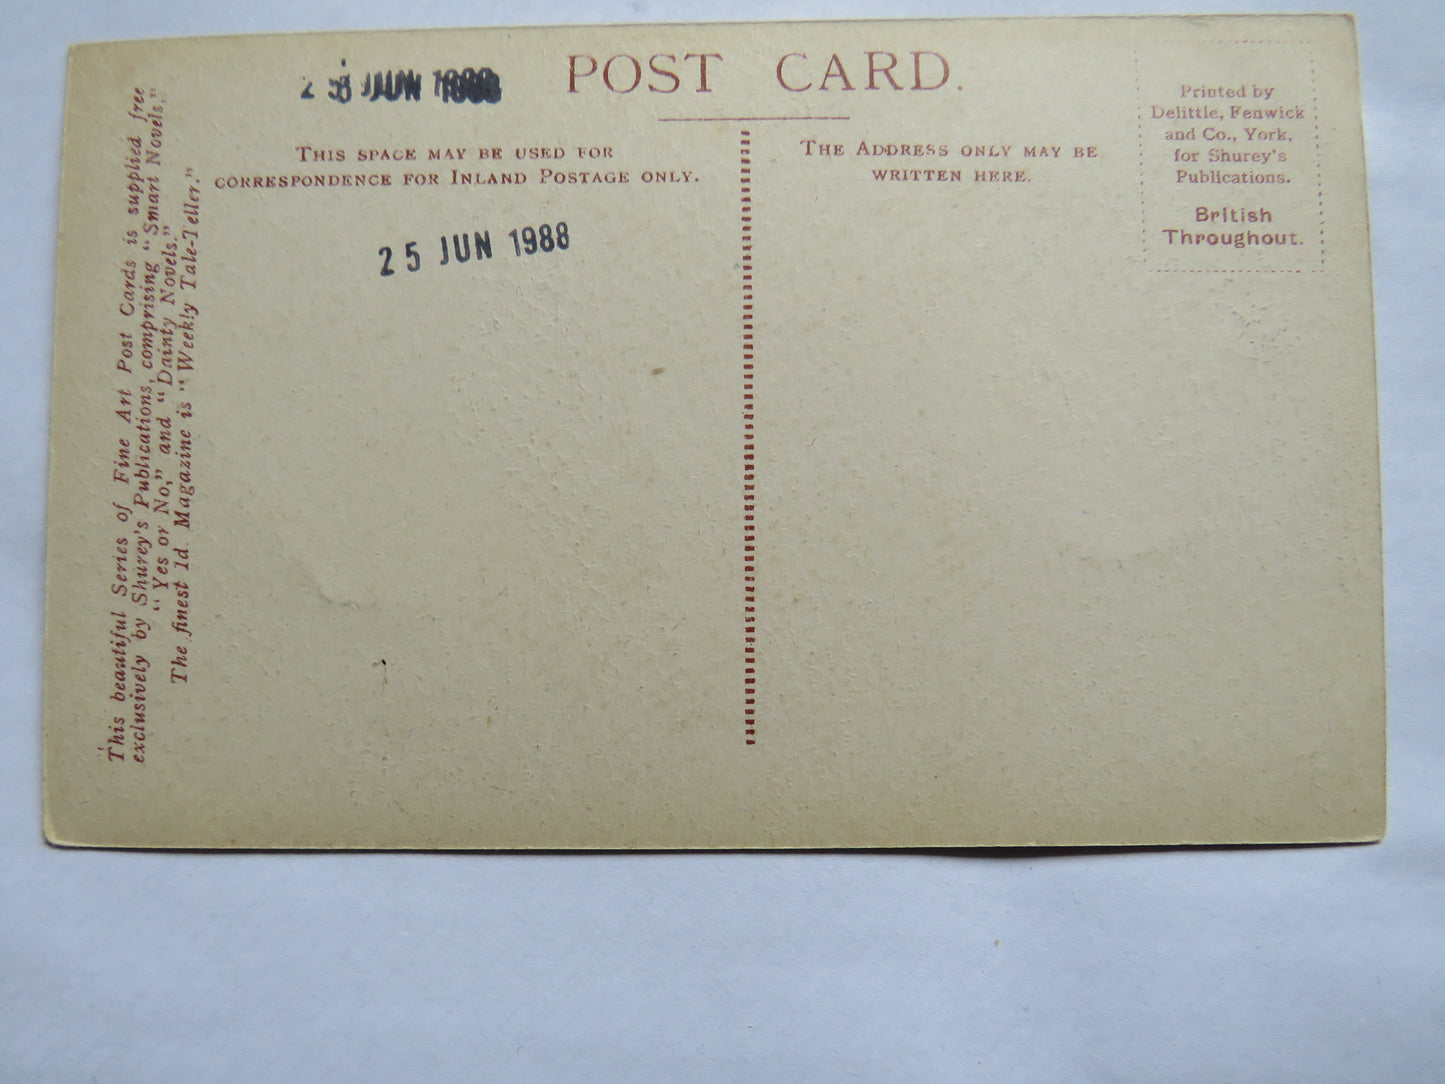 POST CARD.
JUN
THIS SPACE MAY BE USED FOR
CORRESPONDENCE FOR INLAND POSTAGE ONLY.
25 JUN 1988
THE ADDRESS ONLY MAY BE
WRITTEN HERE.
Printed by
Delittle, Fenwick
and Co., York,
for Shurey's
Publications.
British
Throughout.
This beautiful Series of Fine Art Post Cards is supplied free
exclusively by Shurey's Publications, comprising "Smart Novels,"
"Yes or No," and "Dainty Novels."
The finest 1d. Magazine is "Weekly Tale-Teller."